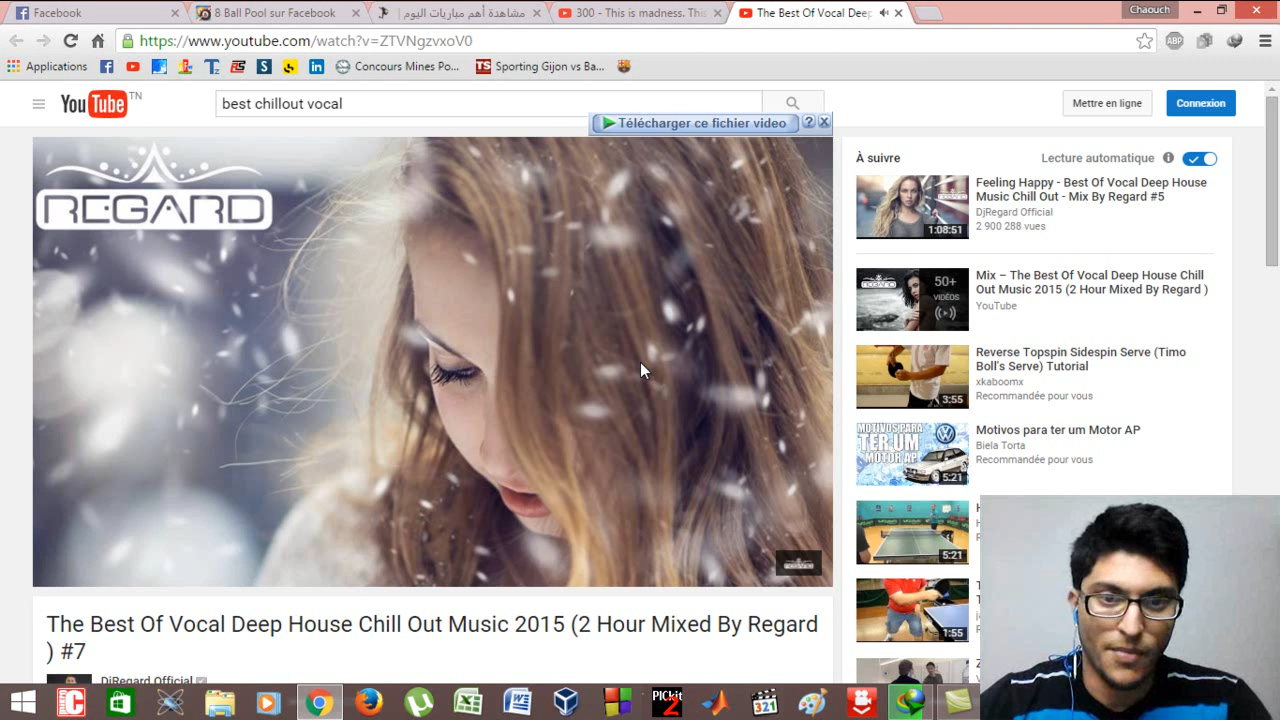 Facebook
8 Ball Pool sur Facebook
مشاهدة أهم مباريات اليوم |
300 - This is madness. This
The Best Of Vocal Deep
Chaouch
https://www.youtube.com/watch?v=ZTVNgzvxoV0
ABP
Applications
Concours Mines Po...
TS
Sporting Gijon vs Ba...
YouTube TN
best chillout vocal
Mettre en ligne
Connexion
Télécharger ce fichier video
?
REGARD
À suivre
Lecture automatique
Feeling Happy - Best Of Vocal Deep House
Music Chill Out - Mix By Regard #5
DjRegard Official
2 900 288 vues
1:08:51
Mix – The Best Of Vocal Deep House Chill
Out Music 2015 (2 Hour Mixed By Regard )
YouTube
50+
VIDÉOS
Reverse Topspin Sidespin Serve (Timo
Boll's Serve) Tutorial
xkaboomx
Recommandée pour vous
3:55
Motivos para ter um Motor AP
Biela Torta
Recommandée pour vous
MOTIVOS PARA
TER UM
MOTOR AP
5:21
5:21
1:55
The Best Of Vocal Deep House Chill Out Music 2015 (2 Hour Mixed By Regard
) #7
DjRegard Official
PICkit
2
321